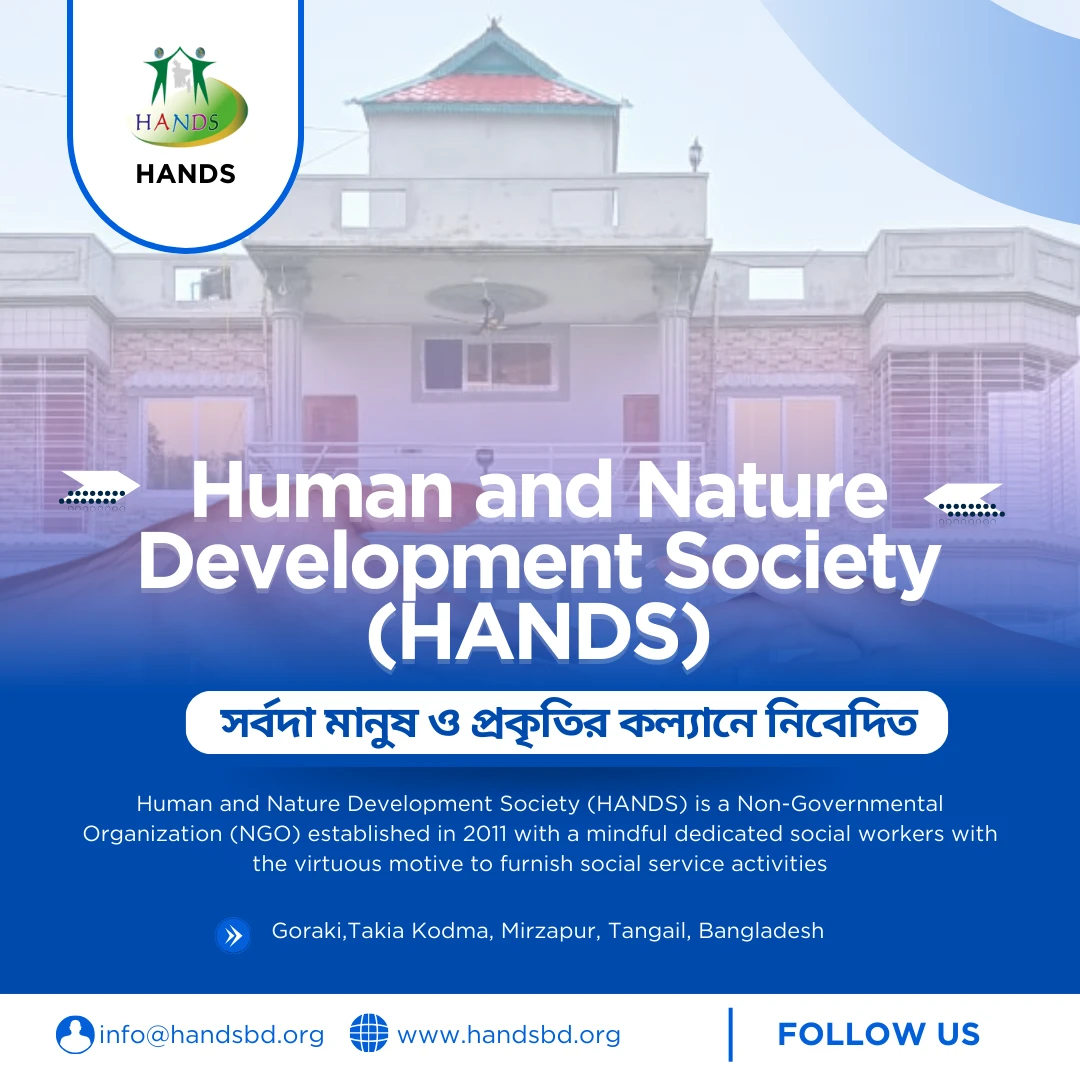 HANDS
HANDS
Human and Nature
Development Society
(HANDS)
সর্বদা মানুষ ও প্রকৃতির কল্যানে নিবেদিত
Human and Nature Development Society (HANDS) is a Non-Governmental
Organization (NGO) established in 2011 with a mindful dedicated social workers with
the virtuous motive to furnish social service activities
Goraki,Takia Kodma, Mirzapur, Tangail, Bangladesh
info@handsbd.org www.handsbd.org FOLLOW US